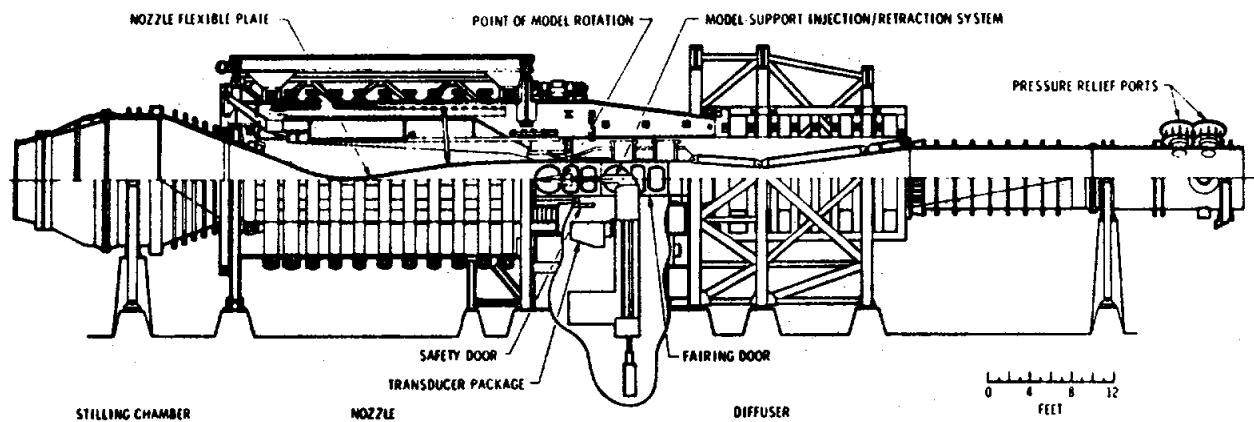 NOZZLE FLEXIBLE PLATE
POINT OF MODEL ROTATION
MODEL-SUPPORT INJECTION/RETRACTION SYSTEM
PRESSURE RELIEF PORTS
SAFETY DOOR
FAIRING DOOR
TRANSDUCER PACKAGE
0 4 8 12
FEET
STILLING CHAMBER
NOZZLE
DIFFUSER